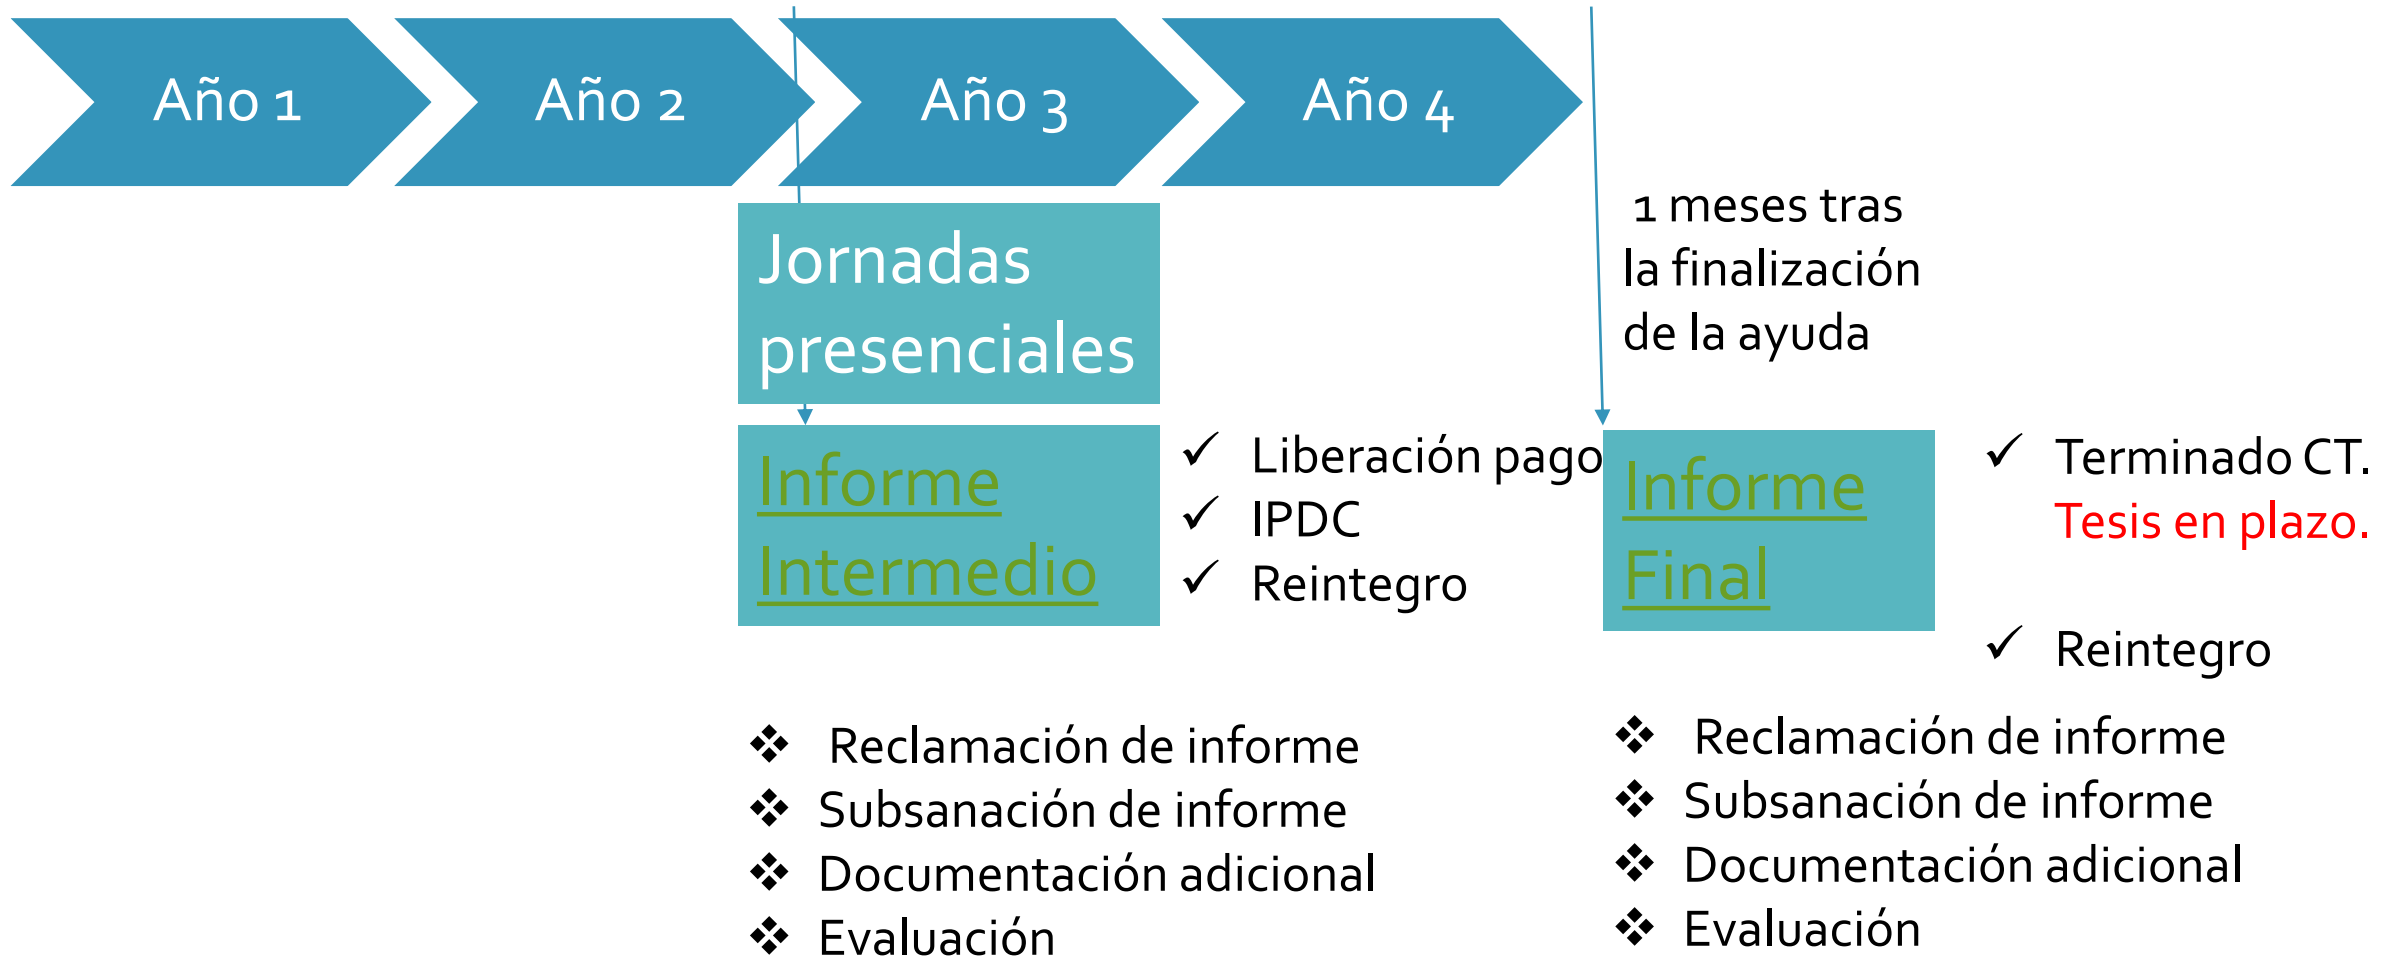 Año 1
Año 2
Año 3
Año 4
Jornadas
presenciales
1 meses tras
la finalización
de la ayuda
Informe
Intermedio
✓ Liberación pago
✓ IPDC
✓ Reintegro
Informe
Final
✓ Terminado CT.
Tesis en plazo.
✓ Reintegro
❖ Reclamación de informe
❖ Subsanación de informe
❖ Documentación adicional
❖ Evaluación
❖ Reclamación de informe
❖ Subsanación de informe
❖ Documentación adicional
❖ Evaluación